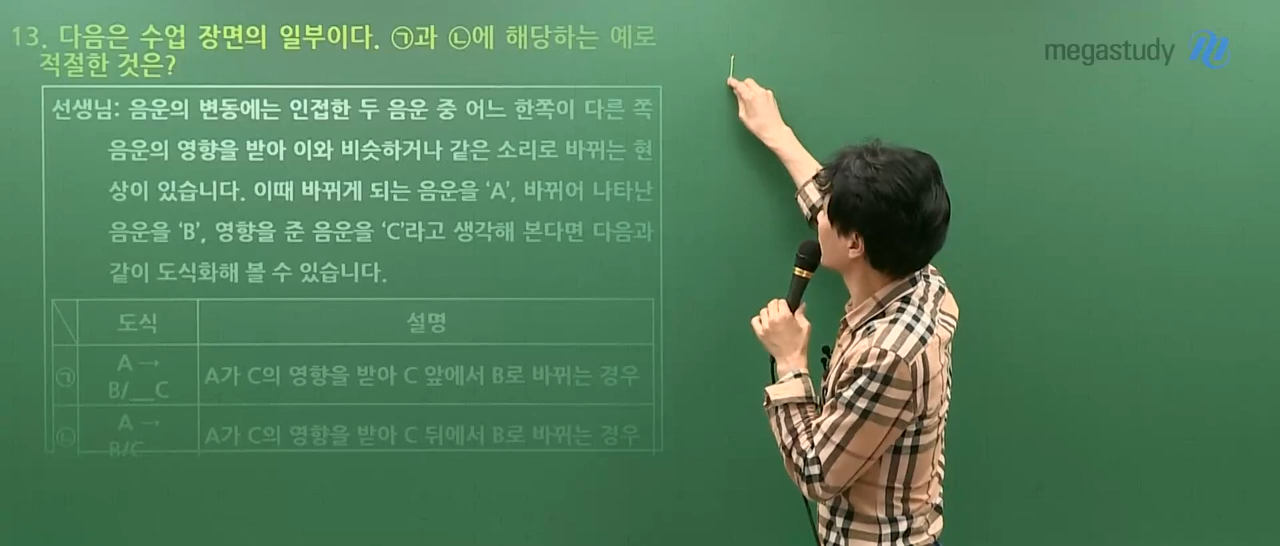 13. 다음은 수업 장면의 일부이다. ㉠과 ㉡에 해당하는 예로
적절한 것은?
megastudy
선생님: 음운의 변동에는 인접한 두 음운 중 어느 한쪽이 다른 쪽
음운의 영향을 받아 이와 비슷하거나 같은 소리로 바뀌는 현
상이 있습니다. 이때 바뀌게 되는 음운을 ‘A’, 바뀌어 나타난
음운을 ‘B’, 영향을 준 음운을 ‘C’라고 생각해 본다면 다음과
같이 도식화해 볼 수 있습니다.
도식 설명
㉠ A →
B/__C
A가 C의 영향을 받아 C 앞에서 B로 바뀌는 경우
㉡ A →
B/C
A가 C의 영향을 받아 C 뒤에서 B로 바뀌는 경우